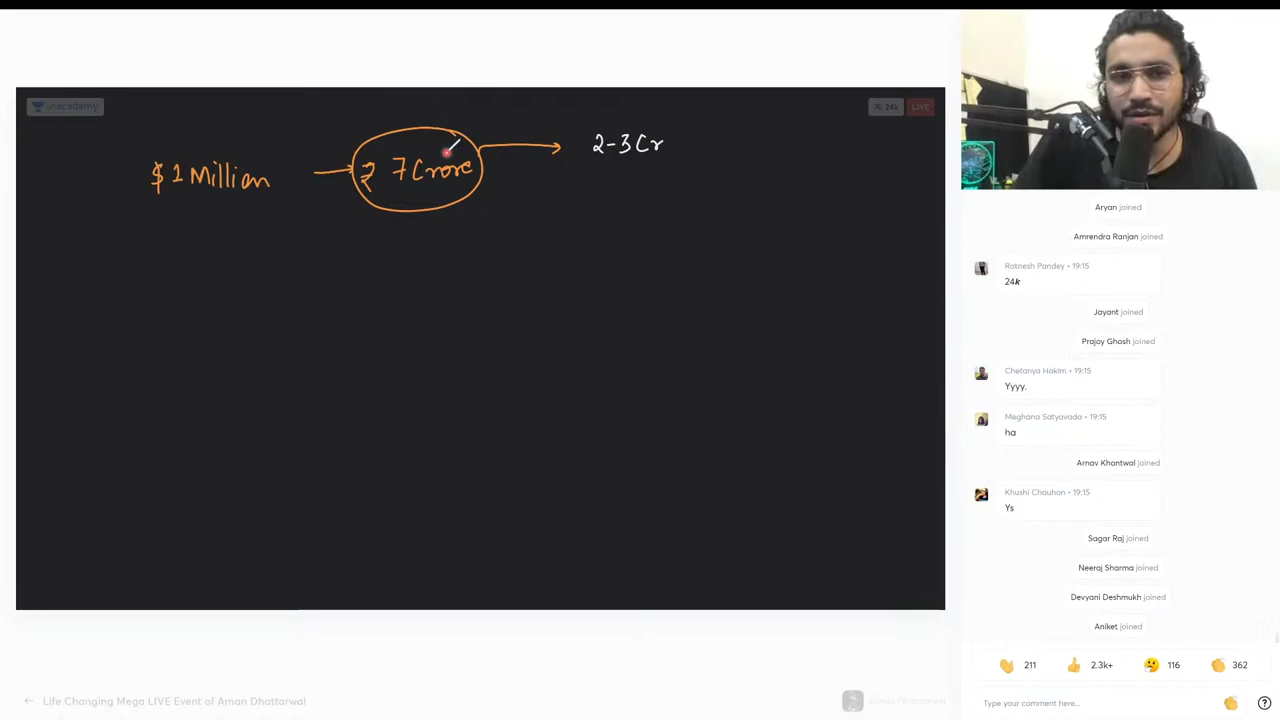 unacademy
24k
LIVE
$ 1 Million
₹ 7 Crore
2-3 Cr
Aryan joined
Amrendra Ranjan joined
Ratnesh Pandey • 19:15
24k
Jayant joined
Prajoy Ghosh joined
Chetanya Hakim • 19:15
Yyyy.
Meghana Satyavada • 19:15
ha
Arnav Khantwal joined
Khushi Chauhan • 19:15
Ys
Sagar Raj joined
Neeraj Sharma joined
Devyani Deshmukh joined
Aniket joined
211
2.3k+
116
362
Life Changing Mega LIVE Event of Aman Dhattarwal
Type your comment here...
?